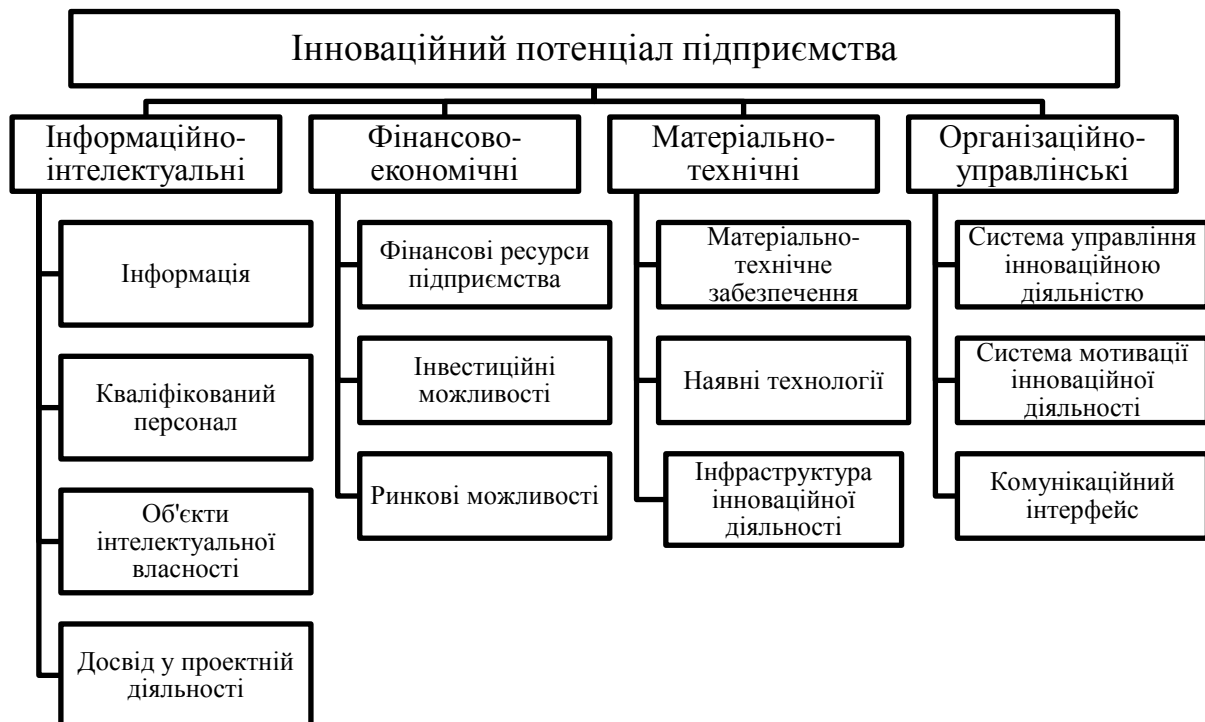 Інноваційний потенціал підприємства
Інформаційно-
інтелектуальні
Інформація
Кваліфікований
персонал
Об'єкти
інтелектуальної
власності
Досвід у проектній
діяльності
Фінансово-
економічні
Фінансові ресурси
підприємства
Інвестиційні
можливості
Ринкові можливості
Матеріально-
технічні
Матеріально-
технічне
забезпечення
Наявні технології
Інфраструктура
інноваційної
діяльності
Організаційно-
управлінські
Система управління
інноваційною
діяльністю
Система мотивації
інноваційної
діяльності
Комунікаційний
інтерфейс